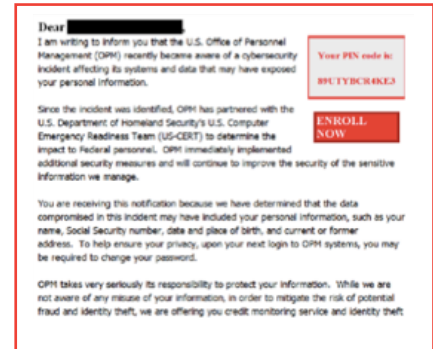 Dear
I am writing to inform you that the U.S. Office of Personnel
Management (OPM) recently became aware of a cybersecurity
incident affecting its systems and data that may have exposed
your personal information.
Your PIN code is:
89UTYBCR4KE3
Since the incident was identified, OPM has partnered with the
U.S. Department of Homeland Security's U.S. Computer
Emergency Readiness Team (US-CERT) to determine the
impact to Federal personnel. OPM immediately implemented
additional security measures and will continue to improve the security of the sensitive
information we manage.
ENROLL
NOW
You are receiving this notification because we have determined that the data
compromised in this incident may have included your personal information, such as your
name, Social Security number, date and place of birth, and current or former
address. To help ensure your privacy, upon your next login to OPM systems, you may
be required to change your password.
OPM takes very seriously its responsibility to protect your information. While we are
not aware of any misuse of your information, in order to mitigate the risk of potential
fraud and identity theft, we are offering you credit monitoring service and identity theft